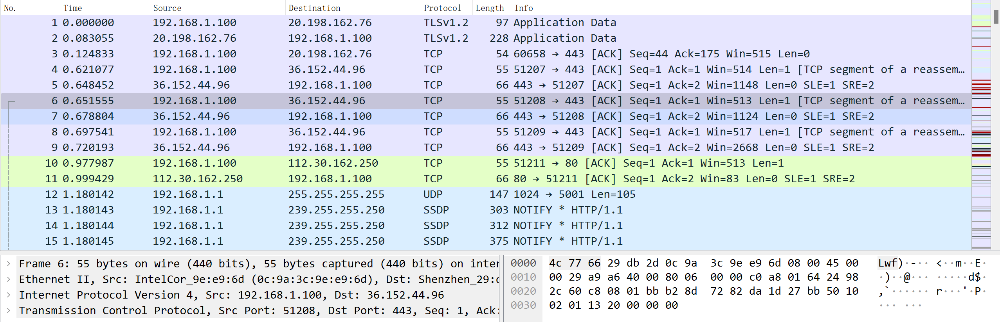 No. Time Source Destination Protocol Length Info
1 0.000000 192.168.1.100 20.198.162.76 TLSv1.2 97 Application Data
2 0.083055 20.198.162.76 192.168.1.100 TLSv1.2 228 Application Data
3 0.124833 192.168.1.100 20.198.162.76 TCP 54 60658 → 443 [ACK] Seq=44 Ack=175 Win=515 Len=0
4 0.621077 192.168.1.100 36.152.44.96 TCP 55 51207 → 443 [ACK] Seq=1 Ack=1 Win=514 Len=1 [TCP segment of a reassem…
5 0.648452 36.152.44.96 192.168.1.100 TCP 66 443 → 51207 [ACK] Seq=1 Ack=2 Win=1148 Len=0 SLE=1 SRE=2
6 0.651555 192.168.1.100 36.152.44.96 TCP 55 51208 → 443 [ACK] Seq=1 Ack=1 Win=513 Len=1 [TCP segment of a reassem…
7 0.678804 36.152.44.96 192.168.1.100 TCP 66 443 → 51208 [ACK] Seq=1 Ack=2 Win=1124 Len=0 SLE=1 SRE=2
8 0.697541 192.168.1.100 36.152.44.96 TCP 55 51209 → 443 [ACK] Seq=1 Ack=1 Win=517 Len=1 [TCP segment of a reassem…
9 0.720193 36.152.44.96 192.168.1.100 TCP 66 443 → 51209 [ACK] Seq=1 Ack=2 Win=2668 Len=0 SLE=1 SRE=2
10 0.977987 192.168.1.100 112.30.162.250 TCP 55 51211 → 80 [ACK] Seq=1 Ack=1 Win=513 Len=1
11 0.999429 112.30.162.250 192.168.1.100 TCP 66 80 → 51211 [ACK] Seq=1 Ack=2 Win=83 Len=0 SLE=1 SRE=2
12 1.180142 192.168.1.1 255.255.255.255 UDP 147 1024 → 5001 Len=105
13 1.180143 192.168.1.1 239.255.255.250 SSDP 303 NOTIFY * HTTP/1.1
14 1.180144 192.168.1.1 239.255.255.250 SSDP 312 NOTIFY * HTTP/1.1
15 1.180145 192.168.1.1 239.255.255.250 SSDP 375 NOTIFY * HTTP/1.1
Frame 6: 55 bytes on wire (440 bits), 55 bytes captured (440 bits) on inter
Ethernet II, Src: IntelCor_9e:e9:6d (0c:9a:3c:9e:e9:6d), Dst: Shenzhen_29:d
Internet Protocol Version 4, Src: 192.168.1.100, Dst: 36.152.44.96
Transmission Control Protocol, Src Port: 51208, Dst Port: 443, Seq: 1, Ack:
0000 4c 77 66 29 db 2d 0c 9a 3c 9e e9 6d 08 00 45 00 Lwf)·-·· <··m··E·
0010 00 29 a9 a6 40 00 80 06 00 00 c0 a8 01 64 24 98 ·)··@··· ·····d$·
0020 2c 60 c8 08 01 bb b2 8d 72 82 da 1d 27 bb 50 10 ,`······ r···'·P·
0030 02 01 13 20 00 00 00 ··· ···